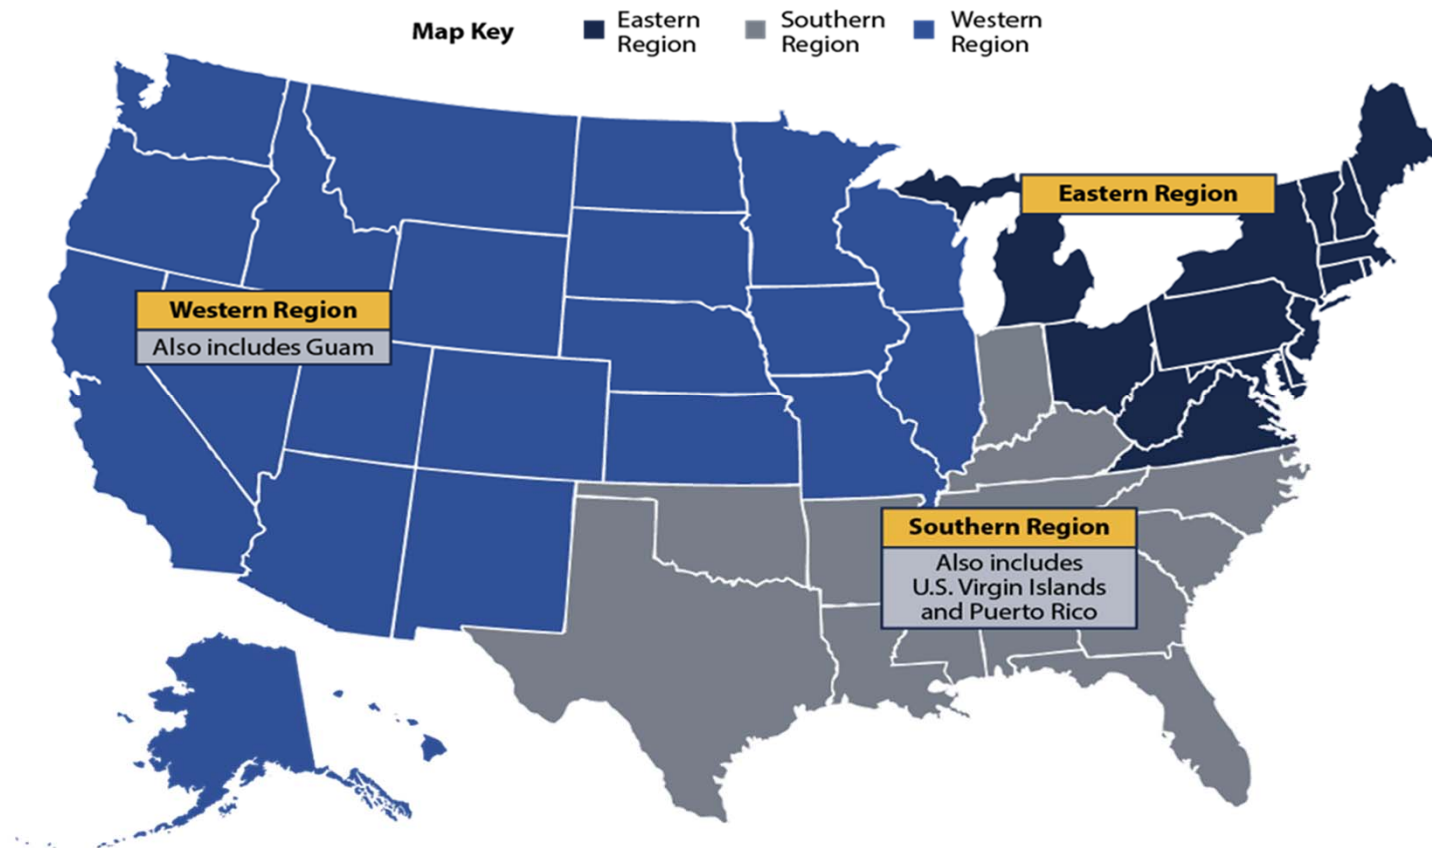 Map Key
Eastern
Region
Southern
Region
Western
Region
Eastern Region
Western Region
Also includes Guam
Southern Region
Also includes
U.S. Virgin Islands
and Puerto Rico